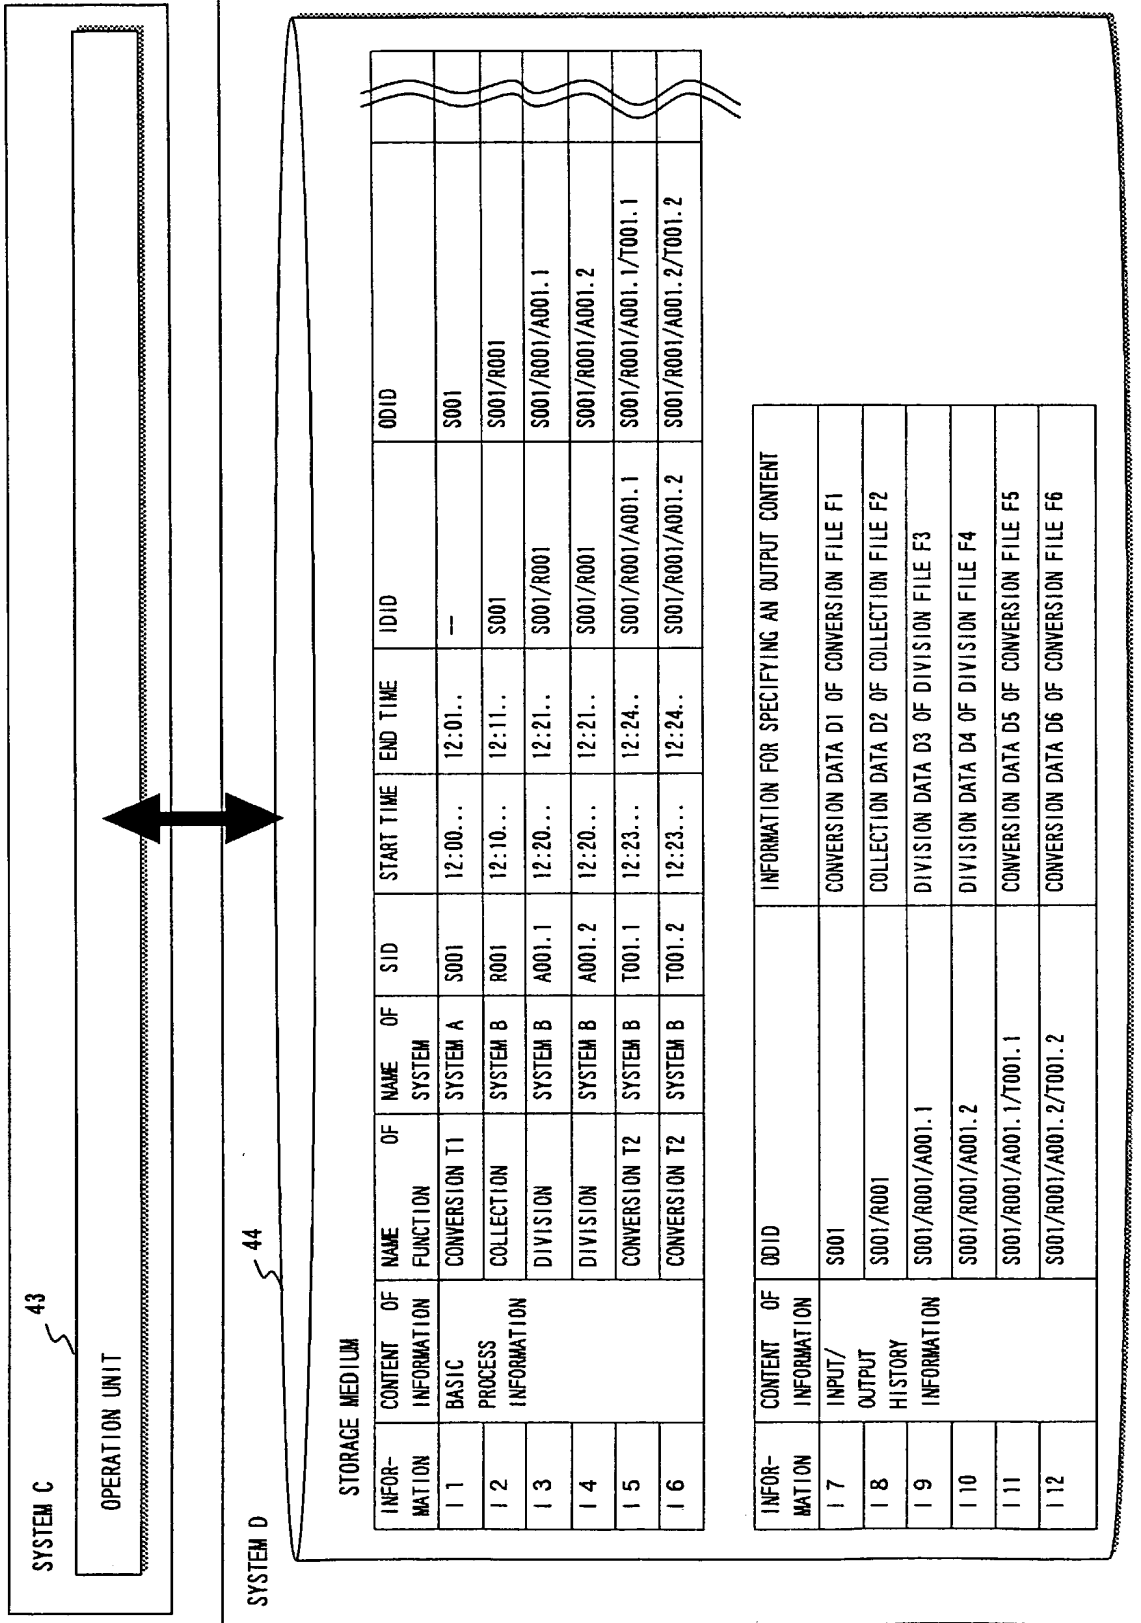 SYSTEM C
43
OPERATION UNIT
SYSTEM D
44
STORAGE MEDIUM
INFOR-MATION CONTENT OF INFORMATION NAME OF FUNCTION NAME OF SYSTEM SID START TIME END TIME IDID ODID
I 1 BASIC PROCESS INFORMATION CONVERSION T1 SYSTEM A S001 12:00... 12:01.. — S001
I 2 COLLECTION SYSTEM B R001 12:10... 12:11.. S001 S001/R001
I 3 DIVISION SYSTEM B A001.1 12:20... 12:21.. S001/R001 S001/R001/A001.1
I 4 DIVISION SYSTEM B A001.2 12:20... 12:21.. S001/R001 S001/R001/A001.2
I 5 CONVERSION T2 SYSTEM B T001.1 12:23... 12:24.. S001/R001/A001.1 S001/R001/A001.1/T001.1
I 6 CONVERSION T2 SYSTEM B T001.2 12:23... 12:24.. S001/R001/A001.2 S001/R001/A001.2/T001.2
INFOR-MATION CONTENT OF INFORMATION ODID INFORMATION FOR SPECIFYING AN OUTPUT CONTENT
I 7 INPUT/OUTPUT HISTORY INFORMATION S001 CONVERSION DATA D1 OF CONVERSION FILE F1
I 8 S001/R001 COLLECTION DATA D2 OF COLLECTION FILE F2
I 9 S001/R001/A001.1 DIVISION DATA D3 OF DIVISION FILE F3
I 10 S001/R001/A001.2 DIVISION DATA D4 OF DIVISION FILE F4
I 11 S001/R001/A001.1/T001.1 CONVERSION DATA D5 OF CONVERSION FILE F5
I 12 S001/R001/A001.2/T001.2 CONVERSION DATA D6 OF CONVERSION FILE F6